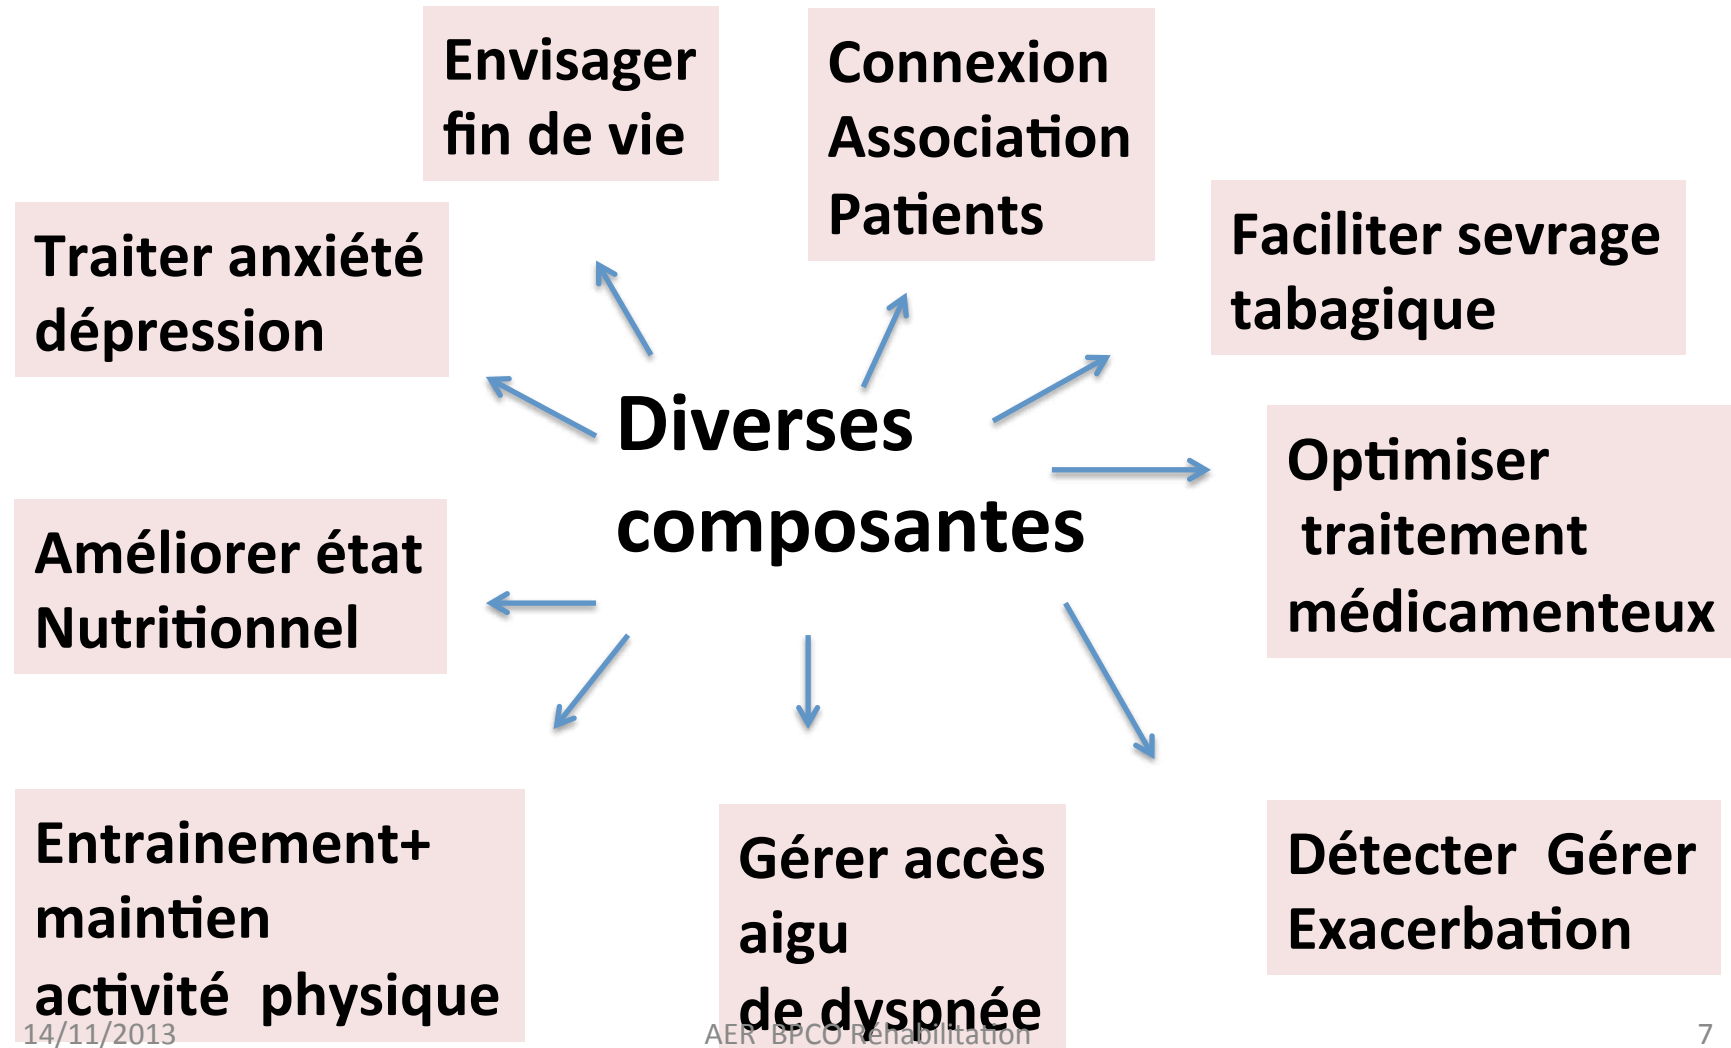 Envisager
fin de vie
Connexion
Association
Patients
Faciliter sevrage
tabagique
Traiter anxiété
dépression
Diverses
composantes
Optimiser
traitement
médicamenteux
Améliorer état
Nutritionnel
Entrainement+
maintien
activité physique
Gérer accès
aigu
de dyspnée
Détecter Gérer
Exacerbation
14/11/2013
AER BPCO Réhabilitation
7